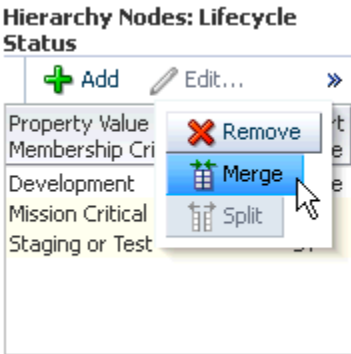 Hierarchy Nodes: Lifecycle
Status
Add Edit... »
Property Value
Membership Cri
Remove
Merge
Split
Development
Mission Critical
Staging or Test